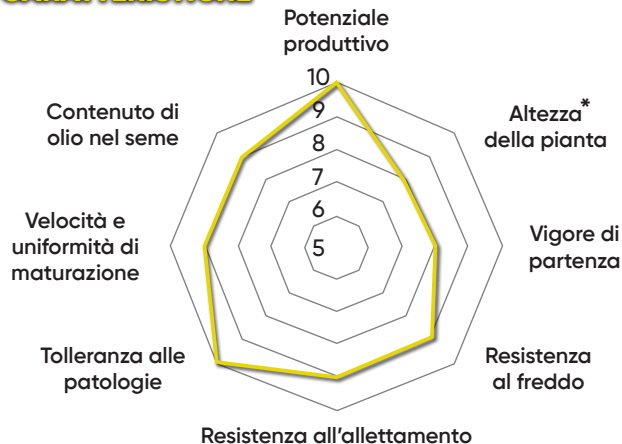 Potenziale
produttivo
10
9
8
7
6
5
Altezza*
della pianta
Vigore di
partenza
Resistenza
al freddo
Resistenza all'allettamento
Tolleranza alle
patologie
Velocità e
uniformità di
maturazione
Contenuto di
olio nel seme